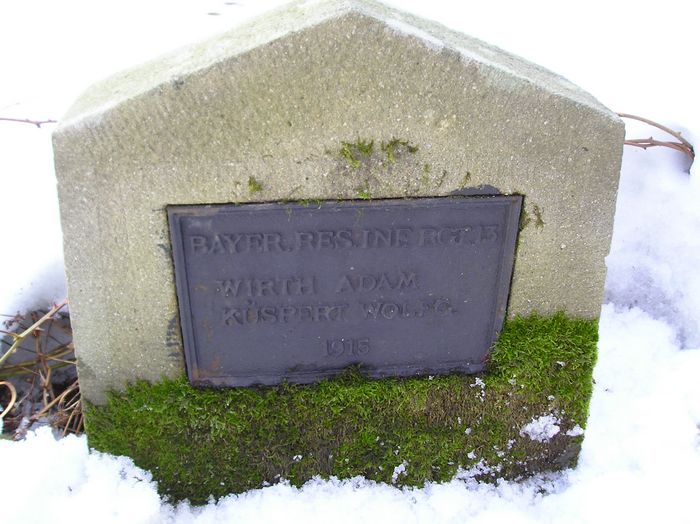 BAYER. RES. INF. RGT. 13
WIRTH ADAM
KÜSPERT WOLFG.
1915